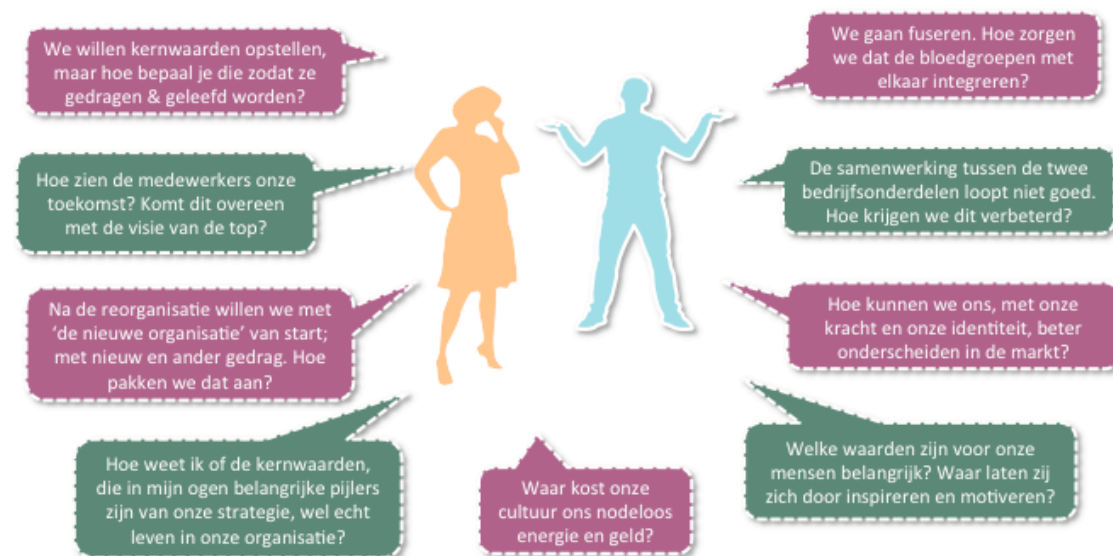 We willen kernwaarden opstellen,
maar hoe bepaal je die zodat ze
gedragen & geleefd worden?
Hoe zien de medewerkers onze
toekomst? Komt dit overeen
met de visie van de top?
Na de reorganisatie willen we met
‘de nieuwe organisatie’ van start;
met nieuw en ander gedrag. Hoe
pakken we dat aan?
Hoe weet ik of de kernwaarden,
die in mijn ogen belangrijke pijlers
zijn van onze strategie, wel echt
leven in onze organisatie?
Waar kost onze
cultuur ons nodeloos
energie en geld?
We gaan fuseren. Hoe zorgen
we dat de bloedgroepen met
elkaar integreren?
De samenwerking tussen de twee
bedrijfsonderdelen loopt niet goed.
Hoe krijgen we dit verbeterd?
Hoe kunnen we ons, met onze
kracht en onze identiteit, beter
onderscheiden in de markt?
Welke waarden zijn voor onze
mensen belangrijk? Waar laten zij
zich door inspireren en motiveren?